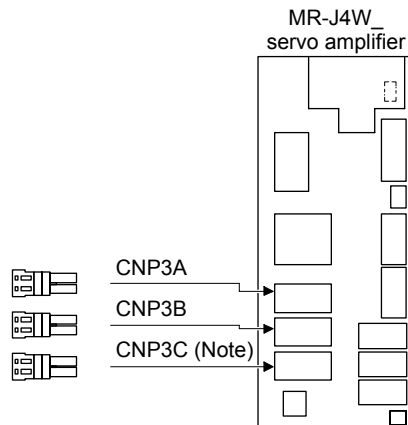 MR-J4W_
servo amplifier
CNP3A
CNP3B
CNP3C (Note)